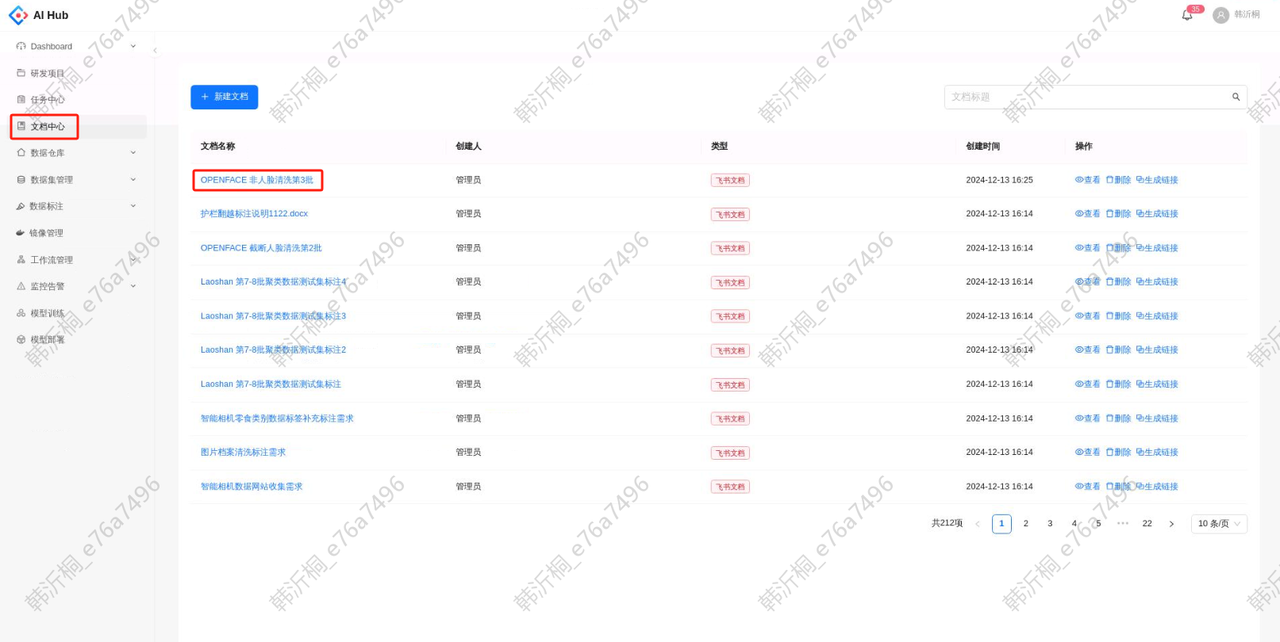 AI Hub
35
韩沂桐
Dashboard
研发项目
任务中心
文档中心
数据仓库
数据集管理
数据标注
镜像管理
工作流管理
监控告警
模型训练
模型部署
+ 新建文档
文档标题
文档名称 创建人 类型 创建时间 操作
OPENFACE 非人脸清洗第3批 管理员 飞书文档 2024-12-13 16:25 查看 删除 生成链接
护栏翻越标注说明1122.docx 管理员 飞书文档 2024-12-13 16:14 查看 删除 生成链接
OPENFACE 截断人脸清洗第2批 管理员 飞书文档 2024-12-13 16:14 查看 删除 生成链接
Laoshan 第7-8批聚类数据测试集标注4 管理员 飞书文档 2024-12-13 16:14 查看 删除 生成链接
Laoshan 第7-8批聚类数据测试集标注3 管理员 飞书文档 2024-12-13 16:14 查看 删除 生成链接
Laoshan 第7-8批聚类数据测试集标注2 管理员 飞书文档 2024-12-13 16:14 查看 删除 生成链接
Laoshan 第7-8批聚类数据测试集标注 管理员 飞书文档 2024-12-13 16:14 查看 删除 生成链接
智能相机零食类别数据标签补充标注需求 管理员 飞书文档 2024-12-13 16:14 查看 删除 生成链接
图片档案清洗标注需求 管理员 飞书文档 2024-12-13 16:14 查看 删除 生成链接
智能相机数据网站收集需求 管理员 飞书文档 2024-12-13 16:14 查看 删除 生成链接
共212项 < 1 2 3 4 5 ••• 22 > 10 条/页
韩沂桐_e76a7496